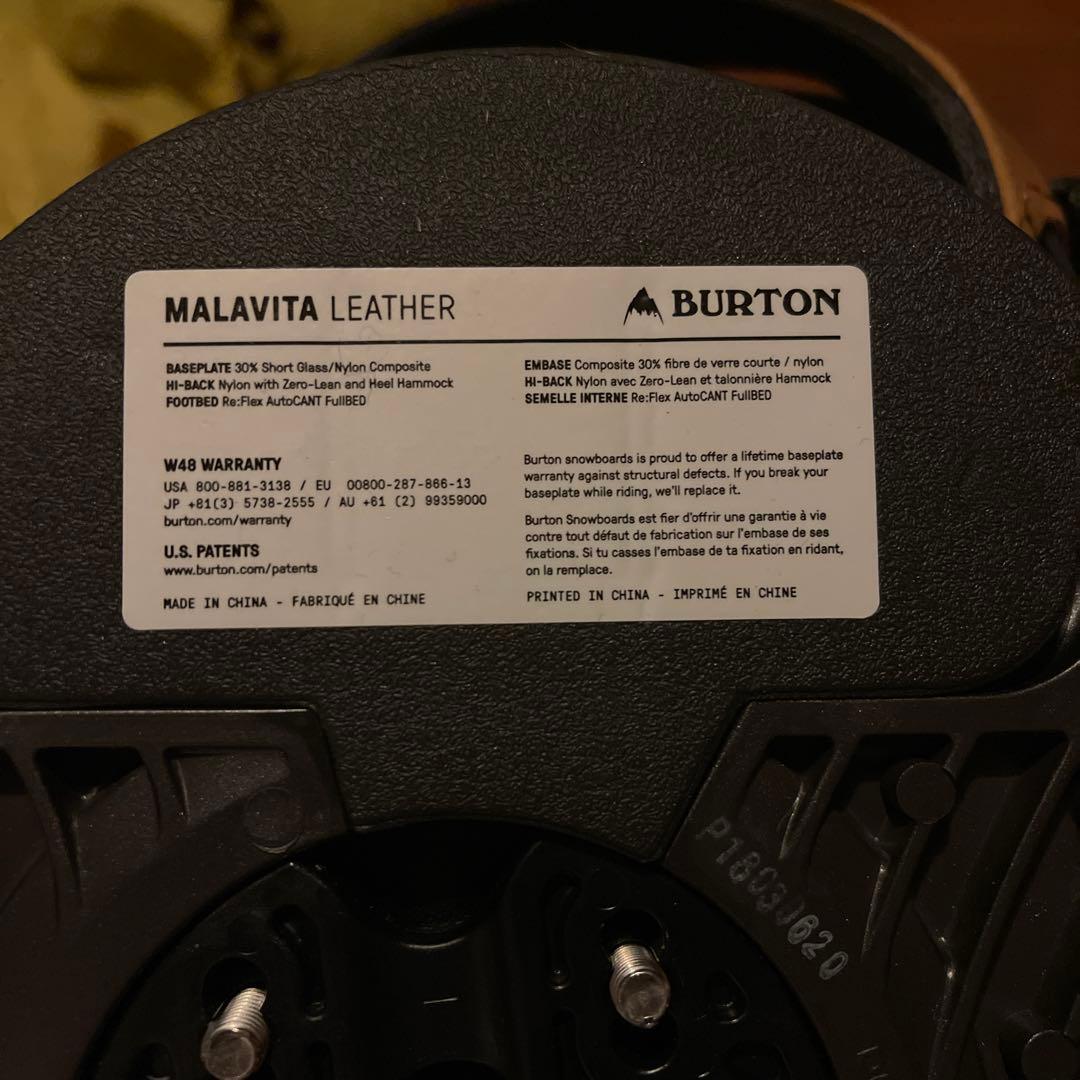 MALAVITA LEATHER
BURTON
BASEPLATE 30% Short Glass/Nylon Composite
HI-BACK Nylon with Zero-Lean and Heel Hammock
FOOTBED Re:Flex AutoCANT FullBED
EMBASE Composite 30% fibre de verre courte / nylon
HI-BACK Nylon avec Zero-Lean et talonnière Hammock
SEMELLE INTERNE Re:Flex AutoCANT FullBED
W48 WARRANTY
USA 800-881-3138 / EU 00800-287-866-13
JP +81(3) 5738-2555 / AU +61 (2) 99359000
burton.com/warranty
U.S. PATENTS
www.burton.com/patents
MADE IN CHINA - FABRIQUÉ EN CHINE
Burton snowboards is proud to offer a lifetime baseplate
warranty against structural defects. If you break your
baseplate while riding, we'll replace it.
Burton Snowboards est fier d'offrir une garantie à vie
contre tout défaut de fabrication sur l'embase de ses
fixations. Si tu casses l'embase de ta fixation en ridant,
on la remplace.
PRINTED IN CHINA - IMPRIMÉ EN CHINE